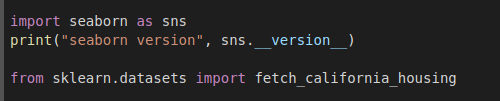 import seaborn as sns
print("seaborn version", sns.__version__)
from sklearn.datasets import fetch_california_housing